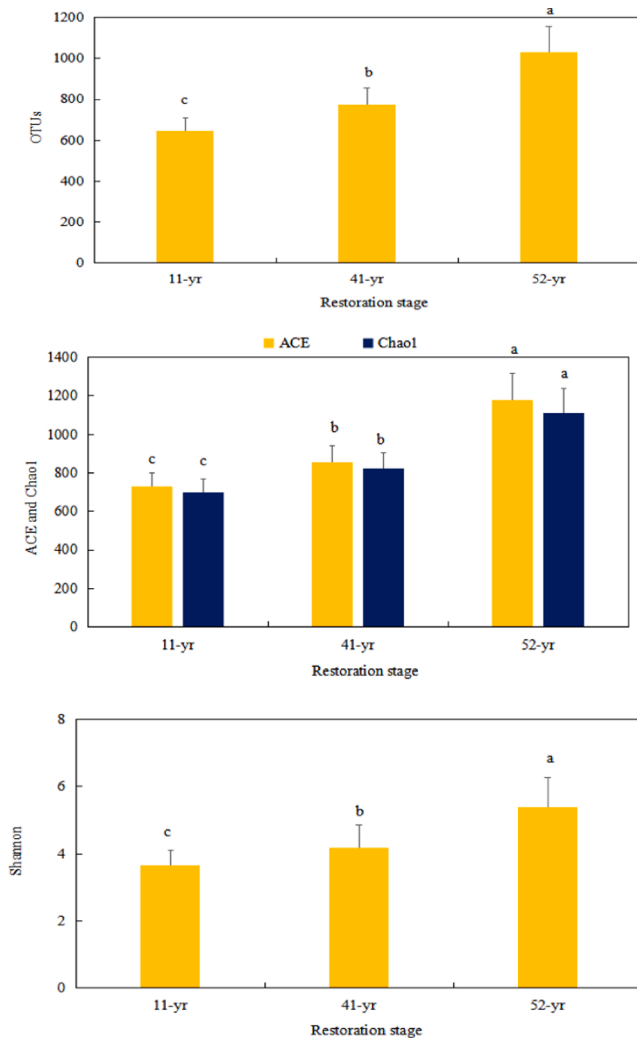 1200
1000
800
600
400
200
0
OTUs
c
b
a
11-yr
41-yr
52-yr
Restoration stage
ACE
Chao1
1400
1200
1000
800
600
400
200
0
ACE and Chao1
c
c
b
b
a
a
11-yr
41-yr
52-yr
Restoration stage
8
6
4
2
0
Shannon
c
b
a
11-yr
41-yr
52-yr
Restoration stage